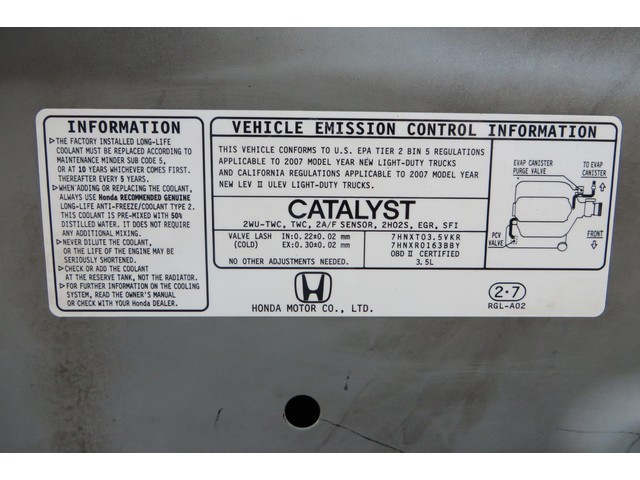 INFORMATION
▷THE FACTORY INSTALLED LONG-LIFE
COOLANT MUST BE REPLACED ACCORDING TO
MAINTENANCE MINDER SUB CODE 5,
OR AT 10 YEARS WHICHEVER COMES FIRST.
THEREAFTER EVERY 5 YEARS.
▷WHEN ADDING OR REPLACING THE COOLANT,
ALWAYS USE Honda RECOMMENDED GENUINE
LONG-LIFE ANTI-FREEZE/COOLANT TYPE 2.
THIS COOLANT IS PRE-MIXED WITH 50%
DISTILLED WATER. IT DOES NOT REQUIRE
ANY ADDITIONAL MIXING.
▷NEVER DILUTE THE COOLANT,
OR THE LIFE OF THE ENGINE MAY BE
SERIOUSLY SHORTENED.
▷CHECK OR ADD THE COOLANT
AT THE RESERVE TANK, NOT THE RADIATOR.
▷FOR FURTHER INFORMATION ON THE COOLING
SYSTEM, READ THE OWNER'S MANUAL
OR CHECK WITH YOUR Honda DEALER.
VEHICLE EMISSION CONTROL INFORMATION
THIS VEHICLE CONFORMS TO U.S. EPA TIER 2 BIN 5 REGULATIONS
APPLICABLE TO 2007 MODEL YEAR NEW LIGHT-DUTY TRUCKS
AND CALIFORNIA REGULATIONS APPLICABLE TO 2007 MODEL YEAR
NEW LEV II ULEV LIGHT-DUTY TRUCKS.
CATALYST
2WU-TWC, TWC, 2A/F SENSOR, 2HO2S, EGR, SFI
VALVE LASH IN:0.22±0.02 mm
(COLD) EX:0.30±0.02 mm
NO OTHER ADJUSTMENTS NEEDED.
7HNXT03.5VKR
7HNXR0163BBY
OBD II CERTIFIED
3.5L
EVAP CANISTER
PURGE VALVE
TO EVAP
CANISTER
PCV
VALVE
FRONT
HONDA MOTOR CO., LTD.
2·7
RGL-A02